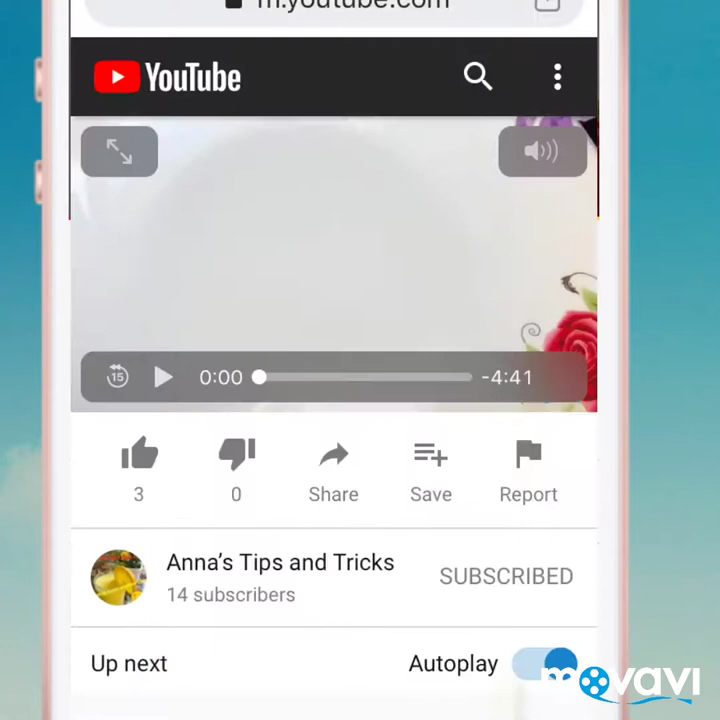 m.youtube.com
YouTube
15 0:00 -4:41
3 0 Share Save Report
Anna's Tips and Tricks
14 subscribers
SUBSCRIBED
Up next Autoplay
movavi